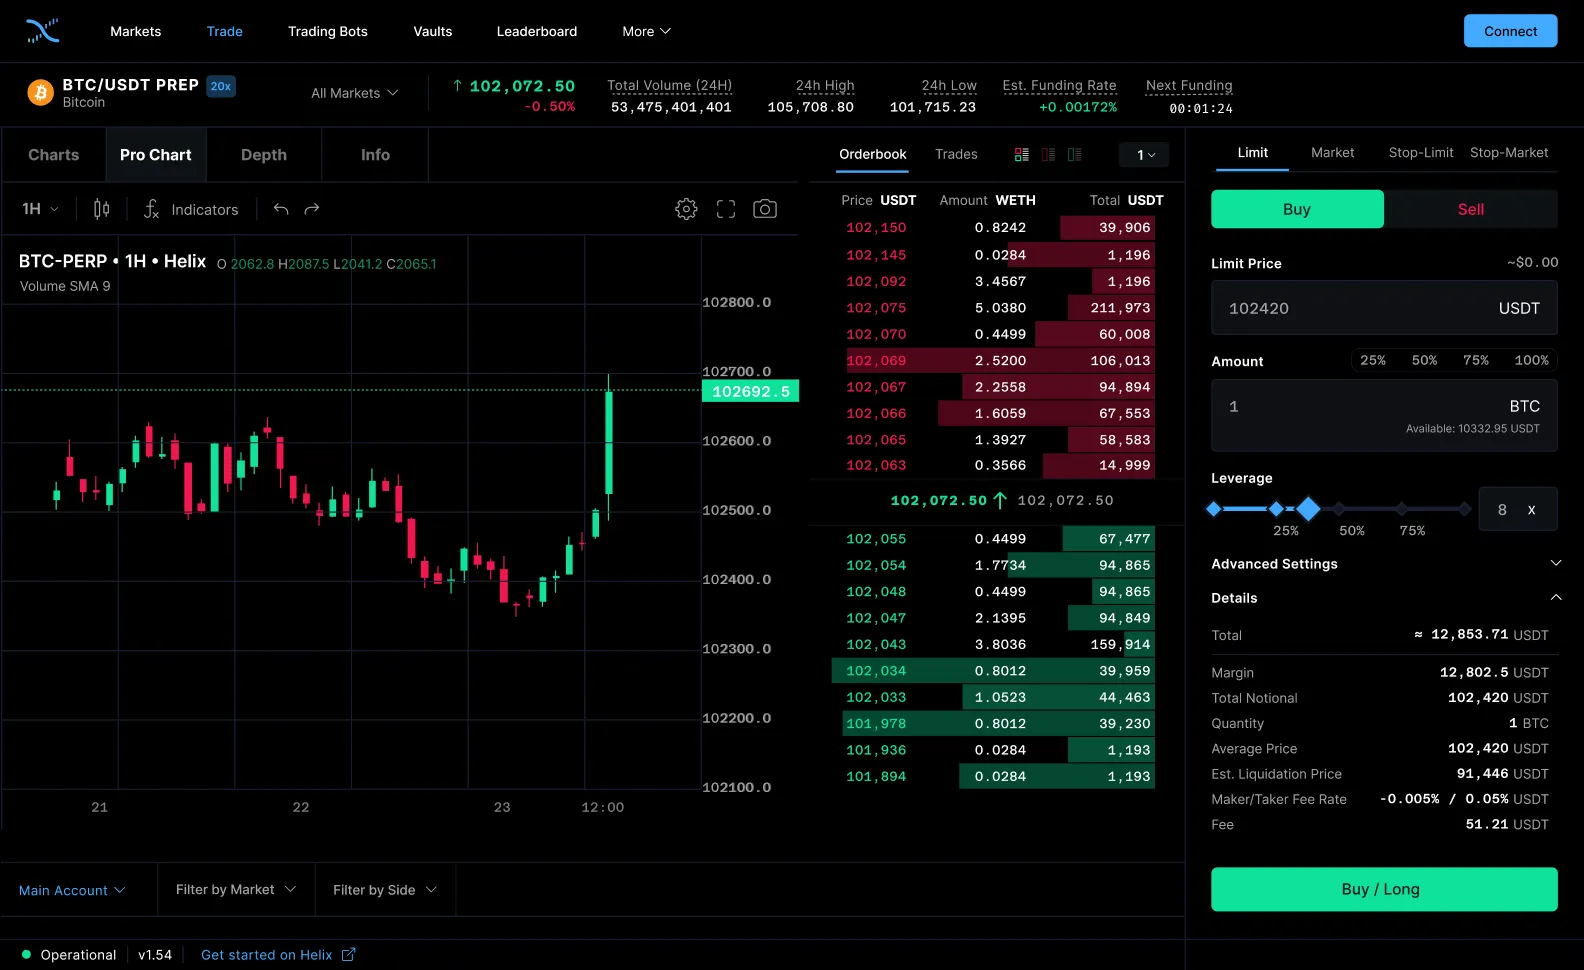 Markets Trade Trading Bots Vaults Leaderboard More Connect
BTC/USDT PREP 20x
Bitcoin
All Markets
↑ 102,072.50
-0.50%
Total Volume (24H)
53,475,401,401
24h High
105,708.80
24h Low
101,715.23
Est. Funding Rate
+0.00172%
Next Funding
00:01:24
Charts Pro Chart Depth Info
1H Indicators
BTC-PERP • 1H • Helix O 2062.8 H2087.5 L2041.2 C2065.1
Volume SMA 9
102800.0
102700.0
102692.5
102600.0
102500.0
102400.0
102300.0
102200.0
102100.0
21 22 23 12:00
Orderbook Trades 1
Price USDT Amount WETH Total USDT
102,150 0.8242 39,906
102,145 0.0284 1,196
102,092 3.4567 1,196
102,075 5.0380 211,973
102,070 0.4499 60,008
102,069 2.5200 106,013
102,067 2.2558 94,894
102,066 1.6059 67,553
102,065 1.3927 58,583
102,063 0.3566 14,999
102,072.50 ↑ 102,072.50
102,055 0.4499 67,477
102,054 1.7734 94,865
102,048 0.4499 94,865
102,047 2.1395 94,849
102,043 3.8036 159,914
102,034 0.8012 39,959
102,033 1.0523 44,463
101,978 0.8012 39,230
101,936 0.0284 1,193
101,894 0.0284 1,193
Limit Market Stop-Limit Stop-Market
Buy Sell
Limit Price ~$0.00
102420 USDT
Amount 25% 50% 75% 100%
1 BTC
Available: 10332.95 USDT
Leverage
25% 50% 75%
8 x
Advanced Settings
Details
Total ≈ 12,853.71 USDT
Margin 12,802.5 USDT
Total Notional 102,420 USDT
Quantity 1 BTC
Average Price 102,420 USDT
Est. Liquidation Price 91,446 USDT
Maker/Taker Fee Rate -0.005% / 0.05% USDT
Fee 51.21 USDT
Buy / Long
Main Account Filter by Market Filter by Side
Operational v1.54 Get started on Helix